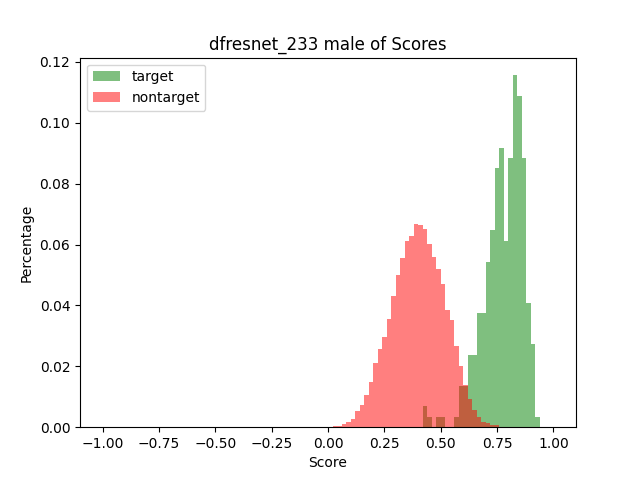 dfresnet_233 male of Scores
target
nontarget
Percentage
0.12
0.10
0.08
0.06
0.04
0.02
0.00
−1.00 −0.75 −0.50 −0.25 0.00 0.25 0.50 0.75 1.00
Score